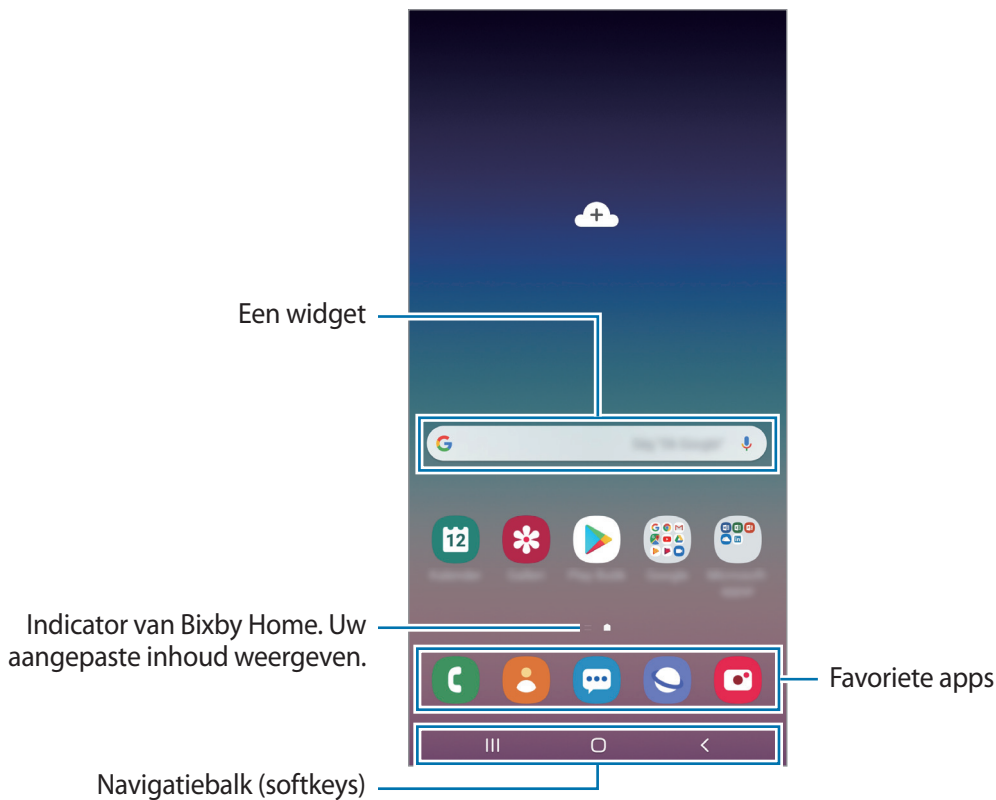 Een widget
12
Indicator van Bixby Home. Uw
aangepaste inhoud weergeven.
Favoriete apps
Navigatiebalk (softkeys)